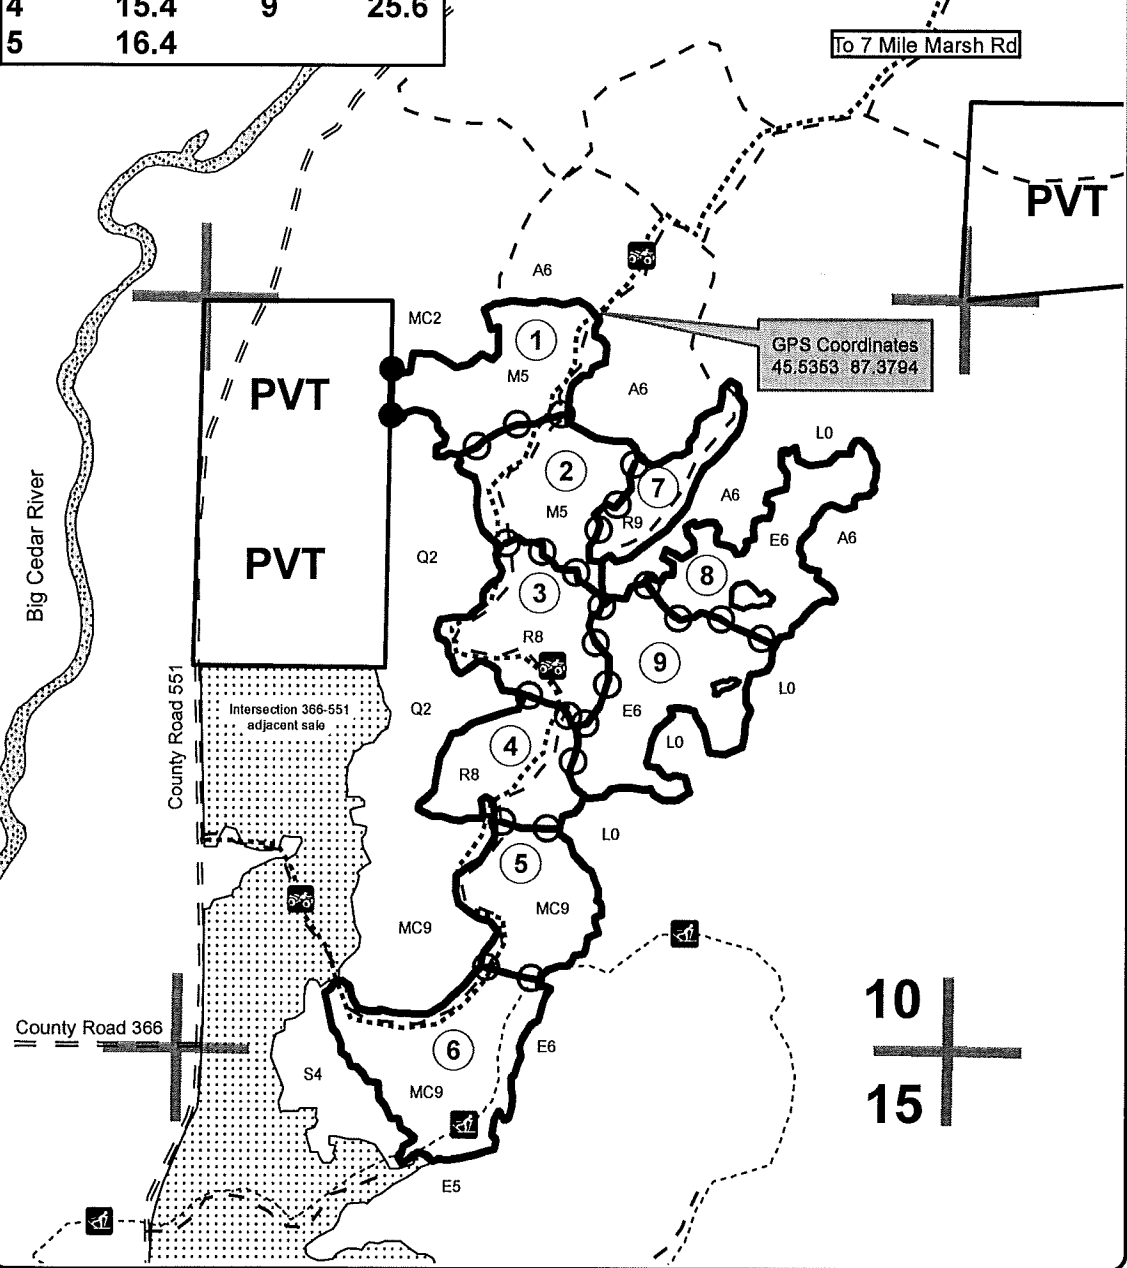 4 15.4 9 25.6
5 16.4
To 7 Mile Marsh Rd
PVT
A6
MC2
1
GPS Coordinates
45.5353 87.3794
M5
A6
PVT
L0
2
7
A6
Big Cedar River
M5
R9
E6
A6
Q2
PVT
8
3
R8
9
L0
County Road 551
Intersection 366-551
adjacent sale
Q2
E6
4
L0
R8
L0
5
MC9
MC9
10
County Road 366
6
E6
S4
MC9
15
E5